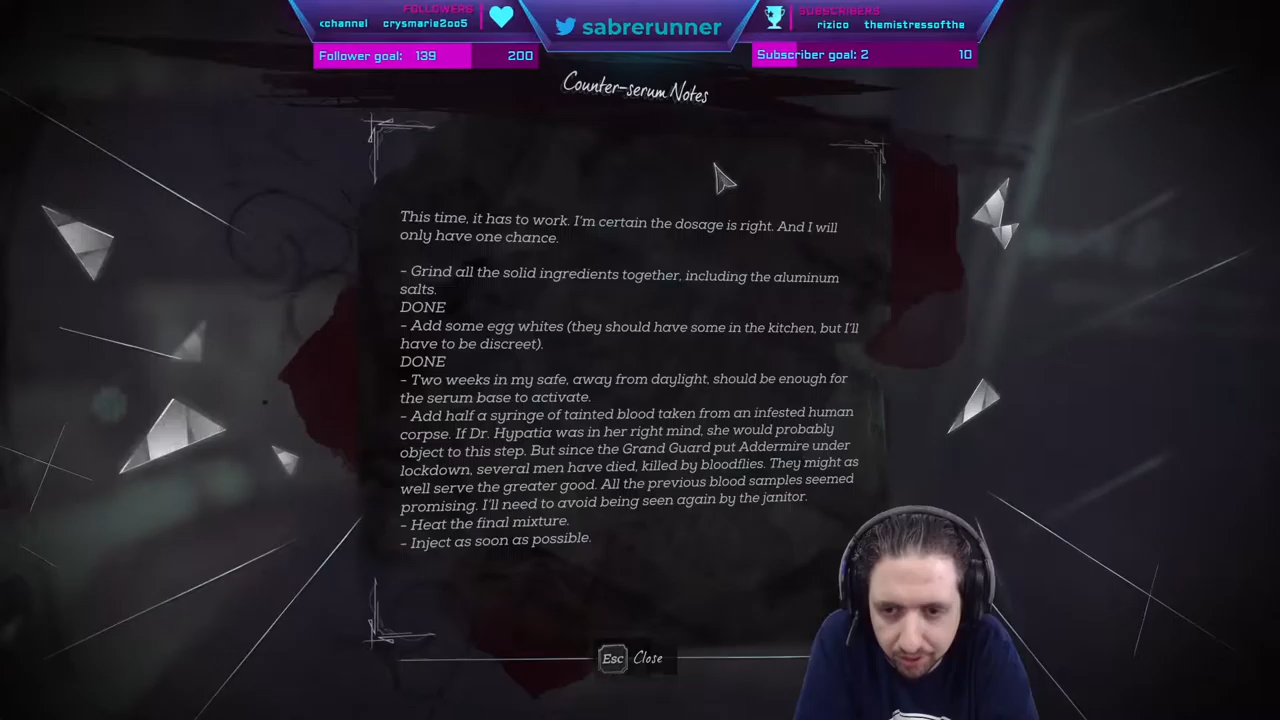 FOLLOWERS
<channel crysmarie2oo5
Follower goal: 139 200
sabrerunner
SUBSCRIBERS
rizico themistressofthe
Subscriber goal: 2 10
Counter-serum Notes
This time, it has to work. I'm certain the dosage is right. And I will
only have one chance.
- Grind all the solid ingredients together, including the aluminum
salts.
DONE
- Add some egg whites (they should have some in the kitchen, but I'll
have to be discreet).
DONE
- Two weeks in my safe, away from daylight, should be enough for
the serum base to activate.
- Add half a syringe of tainted blood taken from an infested human
corpse. If Dr. Hypatia was in her right mind, she would probably
object to this step. But since the Grand Guard put Addermire under
lockdown, several men have died, killed by bloodflies. They might as
well serve the greater good. All the previous blood samples seemed
promising. I'll need to avoid being seen again by the janitor.
- Heat the final mixture.
- Inject as soon as possible.
Esc Close